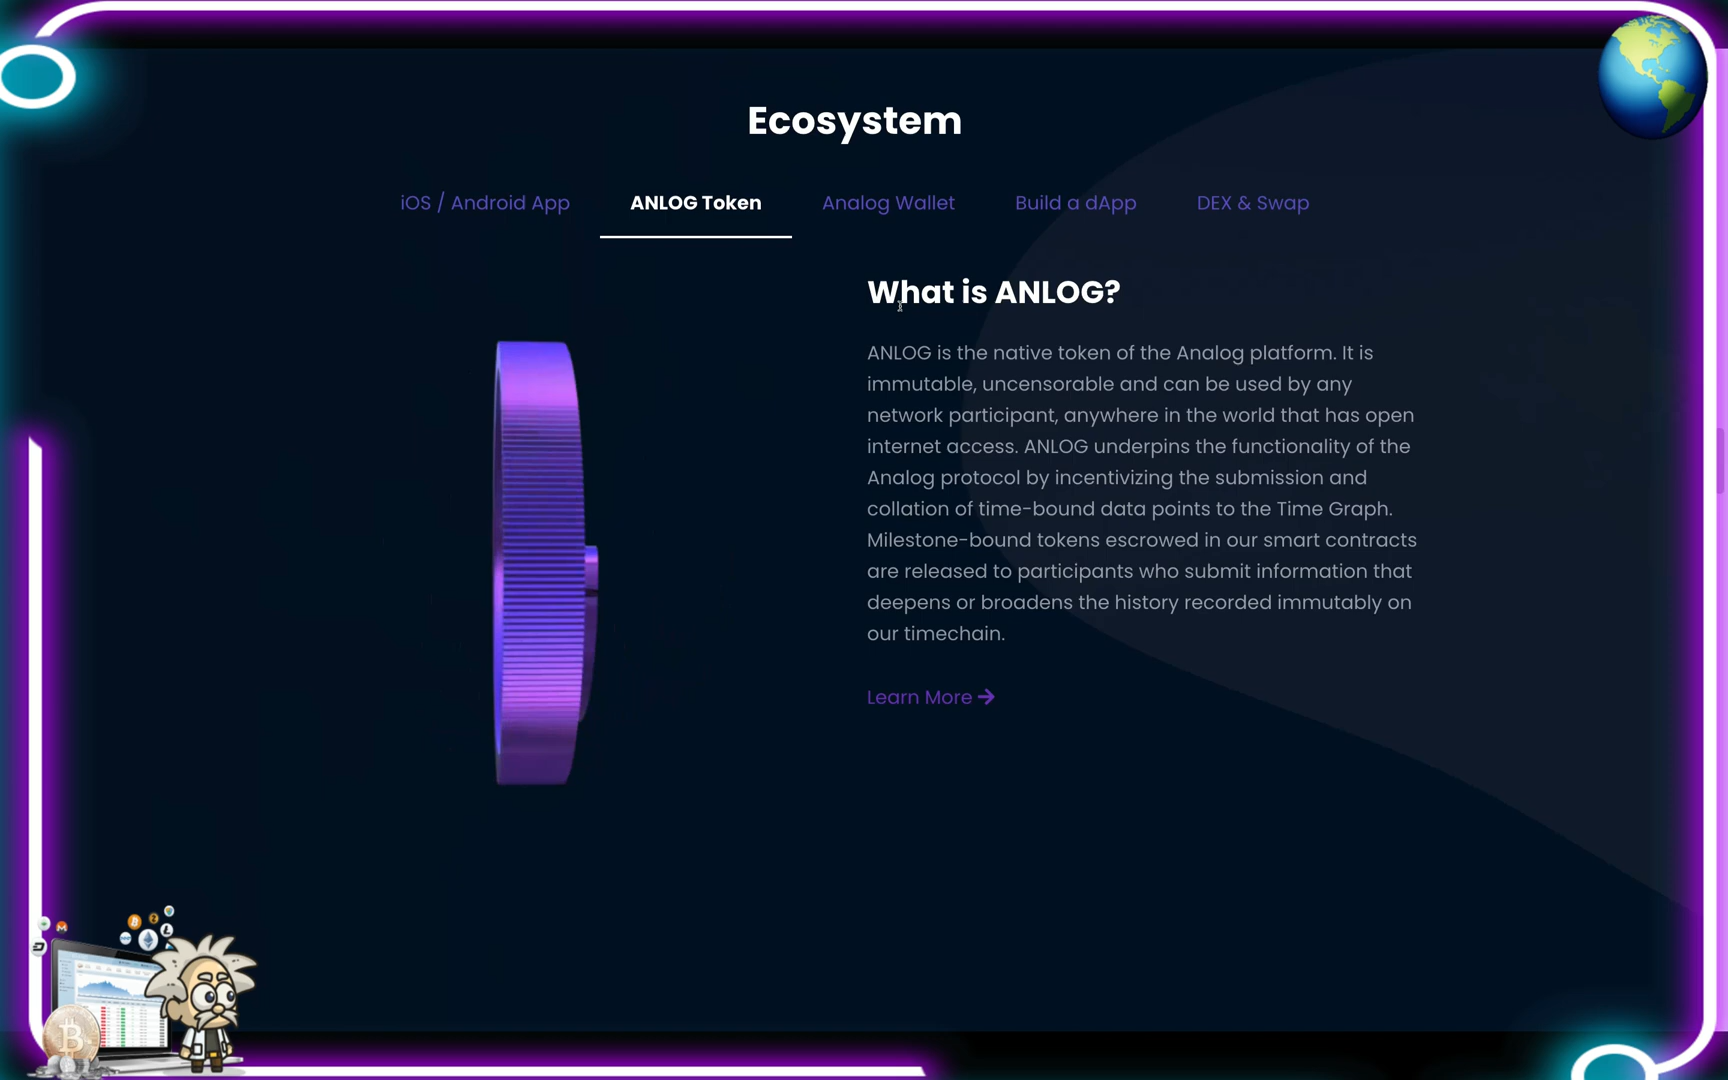 Ecosystem
iOS / Android App ANLOG Token Analog Wallet Build a dApp DEX & Swap
What is ANLOG?
ANLOG is the native token of the Analog platform. It is
immutable, uncensorable and can be used by any
network participant, anywhere in the world that has open
internet access. ANLOG underpins the functionality of the
Analog protocol by incentivizing the submission and
collation of time-bound data points to the Time Graph.
Milestone-bound tokens escrowed in our smart contracts
are released to participants who submit information that
deepens or broadens the history recorded immutably on
our timechain.
Learn More